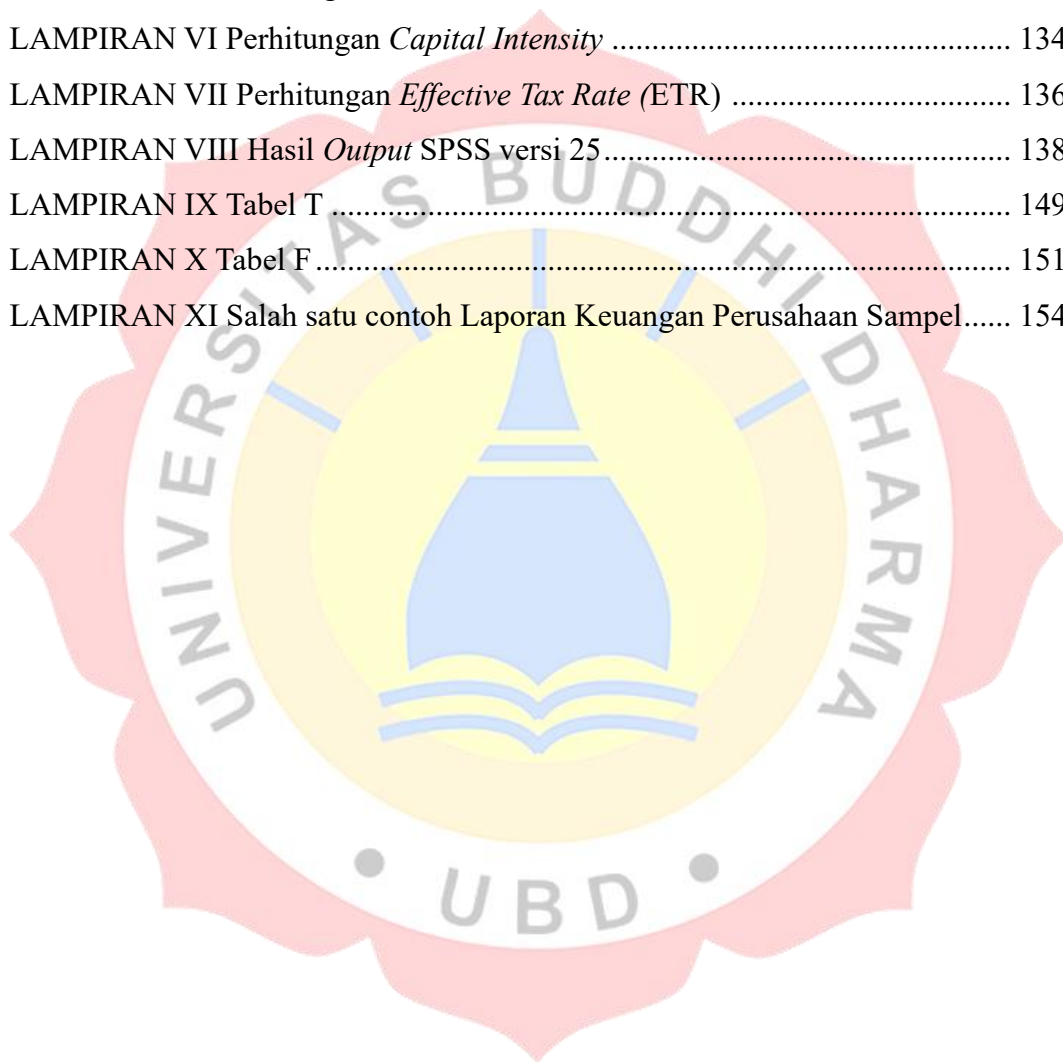 LAMPIRAN VI Perhitungan Capital Intensity ................................................... 134
LAMPIRAN VII Perhitungan Effective Tax Rate (ETR) ................................... 136
LAMPIRAN VIII Hasil Output SPSS versi 25 .................................................... 138
LAMPIRAN IX Tabel T ...................................................................................... 149
LAMPIRAN X Tabel F ........................................................................................ 151
LAMPIRAN XI Salah satu contoh Laporan Keuangan Perusahaan Sampel ...... 154
UNIVERSITAS BUDDHI DHARMA
• UBD •